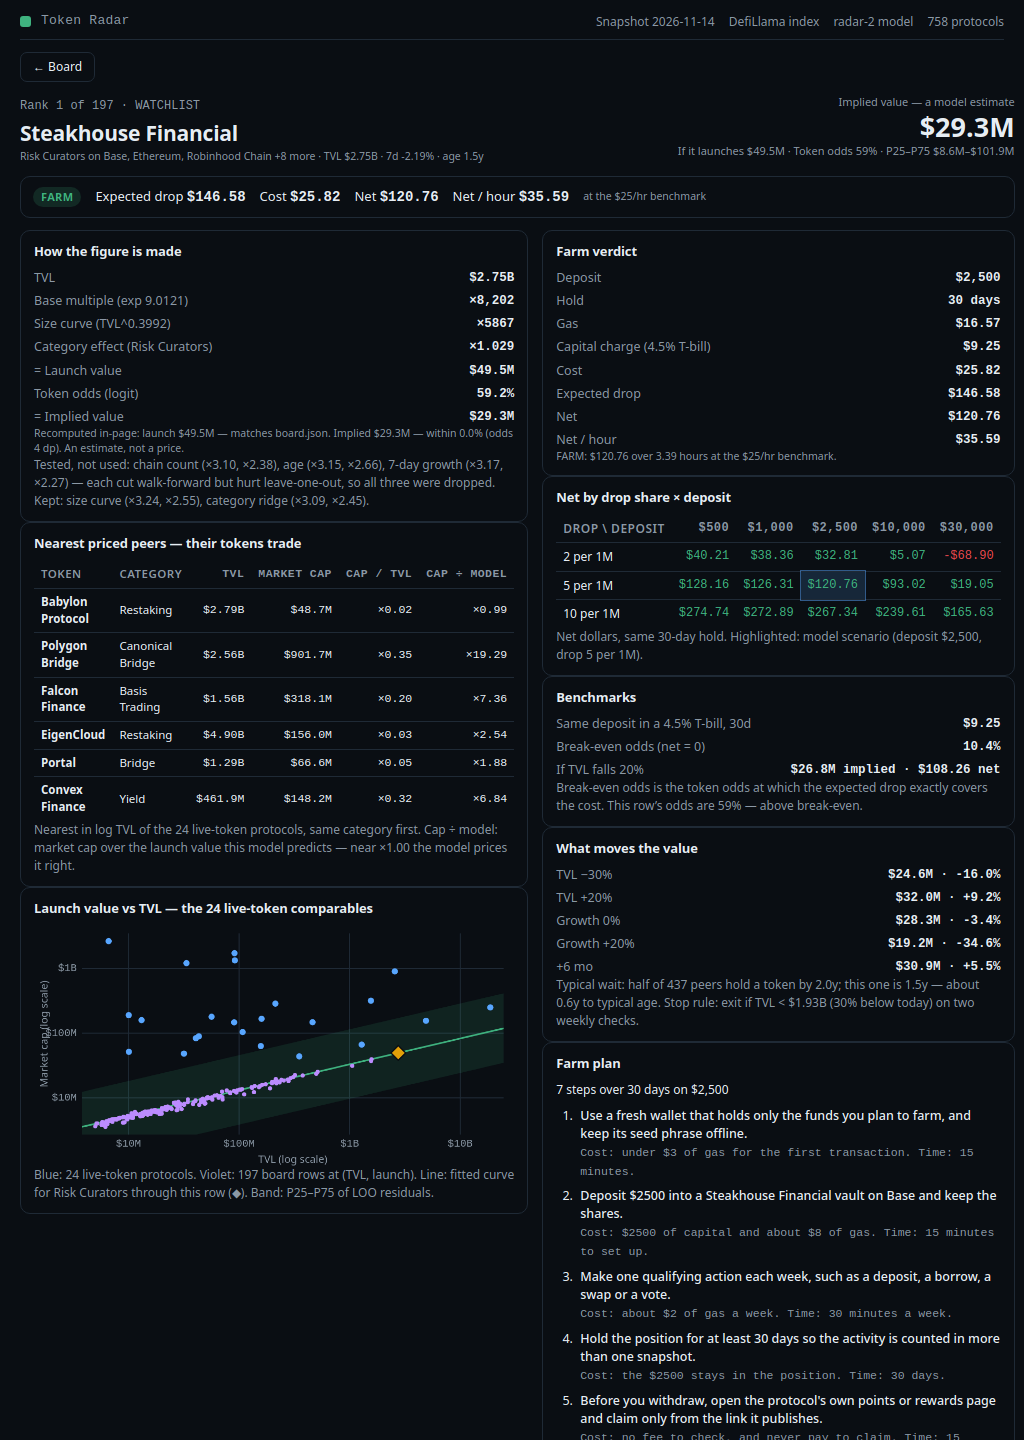 Token Radar
Snapshot 2026-11-14 DefiLlama index radar-2 model 758 protocols
← Board
Rank 1 of 197 · WATCHLIST
Steakhouse Financial
Risk Curators on Base, Ethereum, Robinhood Chain +8 more · TVL $2.75B · 7d -2.19% · age 1.5y
Implied value — a model estimate
$29.3M
If it launches $49.5M · Token odds 59% · P25–P75 $8.6M–$101.9M
FARM Expected drop $146.58 Cost $25.82 Net $120.76 Net / hour $35.59 at the $25/hr benchmark
How the figure is made
TVL $2.75B
Base multiple (exp 9.0121) ×8,202
Size curve (TVL^0.3992) ×5867
Category effect (Risk Curators) ×1.029
= Launch value $49.5M
Token odds (logit) 59.2%
= Implied value $29.3M
Recomputed in-page: launch $49.5M — matches board.json. Implied $29.3M — within 0.0% (odds
4 dp). An estimate, not a price.
Tested, not used: chain count (×3.10, ×2.38), age (×3.15, ×2.66), 7-day growth (×3.17,
×2.27) — each cut walk-forward but hurt leave-one-out, so all three were dropped.
Kept: size curve (×3.24, ×2.55), category ridge (×3.09, ×2.45).
Nearest priced peers — their tokens trade
TOKEN CATEGORY TVL MARKET CAP CAP / TVL CAP ÷ MODEL
Babylon
Protocol Restaking $2.79B $48.7M ×0.02 ×0.99
Polygon
Bridge Canonical
Bridge $2.56B $901.7M ×0.35 ×19.29
Falcon
Finance Basis
Trading $1.56B $318.1M ×0.20 ×7.36
EigenCloud Restaking $4.90B $156.0M ×0.03 ×2.54
Portal Bridge $1.29B $66.6M ×0.05 ×1.88
Convex
Finance Yield $461.9M $148.2M ×0.32 ×6.84
Nearest in log TVL of the 24 live-token protocols, same category first. Cap ÷ model:
market cap over the launch value this model predicts — near ×1.00 the model prices
it right.
Launch value vs TVL — the 24 live-token comparables
Market cap (log scale)
$1B
$100M
$10M
$10M $100M $1B $10B
TVL (log scale)
Blue: 24 live-token protocols. Violet: 197 board rows at (TVL, launch). Line: fitted curve
for Risk Curators through this row (◆). Band: P25–P75 of LOO residuals.
Farm verdict
Deposit $2,500
Hold 30 days
Gas $16.57
Capital charge (4.5% T-bill) $9.25
Cost $25.82
Expected drop $146.58
Net $120.76
Net / hour $35.59
FARM: $120.76 over 3.39 hours at the $25/hr benchmark.
Net by drop share × deposit
DROP \ DEPOSIT $500 $1,000 $2,500 $10,000 $30,000
2 per 1M $40.21 $38.36 $32.81 $5.07 -$68.90
5 per 1M $128.16 $126.31 $120.76 $93.02 $19.05
10 per 1M $274.74 $272.89 $267.34 $239.61 $165.63
Net dollars, same 30-day hold. Highlighted: model scenario (deposit $2,500,
drop 5 per 1M).
Benchmarks
Same deposit in a 4.5% T-bill, 30d $9.25
Break-even odds (net = 0) 10.4%
If TVL falls 20% $26.8M implied · $108.26 net
Break-even odds is the token odds at which the expected drop exactly covers
the cost. This row's odds are 59% — above break-even.
What moves the value
TVL −30% $24.6M · -16.0%
TVL +20% $32.0M · +9.2%
Growth 0% $28.3M · -3.4%
Growth +20% $19.2M · -34.6%
+6 mo $30.9M · +5.5%
Typical wait: half of 437 peers hold a token by 2.0y; this one is 1.5y — about
0.6y to typical age. Stop rule: exit if TVL < $1.93B (30% below today) on two
weekly checks.
Farm plan
7 steps over 30 days on $2,500
1. Use a fresh wallet that holds only the funds you plan to farm, and
keep its seed phrase offline.
Cost: under $3 of gas for the first transaction. Time: 15
minutes.
2. Deposit $2500 into a Steakhouse Financial vault on Base and keep the
shares.
Cost: $2500 of capital and about $8 of gas. Time: 15 minutes
to set up.
3. Make one qualifying action each week, such as a deposit, a borrow, a
swap or a vote.
Cost: about $2 of gas a week. Time: 30 minutes a week.
4. Hold the position for at least 30 days so the activity is counted in more
than one snapshot.
Cost: the $2500 stays in the position. Time: 30 days.
5. Before you withdraw, open the protocol's own points or rewards page
and claim only from the link it publishes.
Cost: no fee to check, and never pay to claim. Time: 15